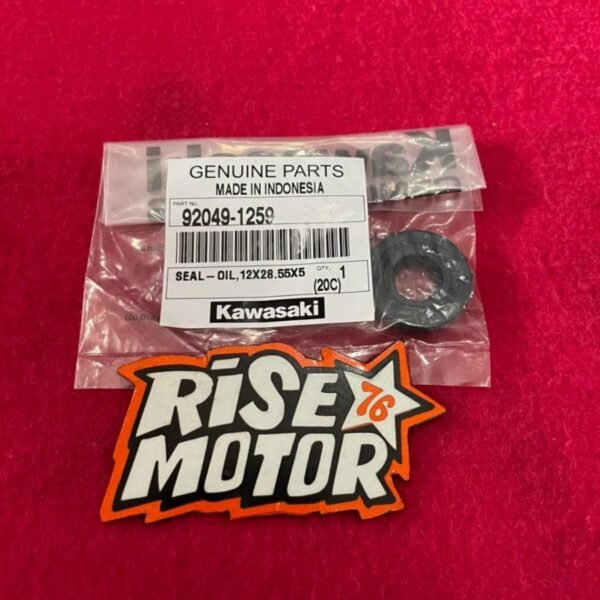 GENUINE PARTS
MADE IN INDONESIA
PART No.
92049-1259
SEAL-OIL,12X28.55X5
QTY. 1
(20C)
Kawasaki
RiSE 76
MOTOR